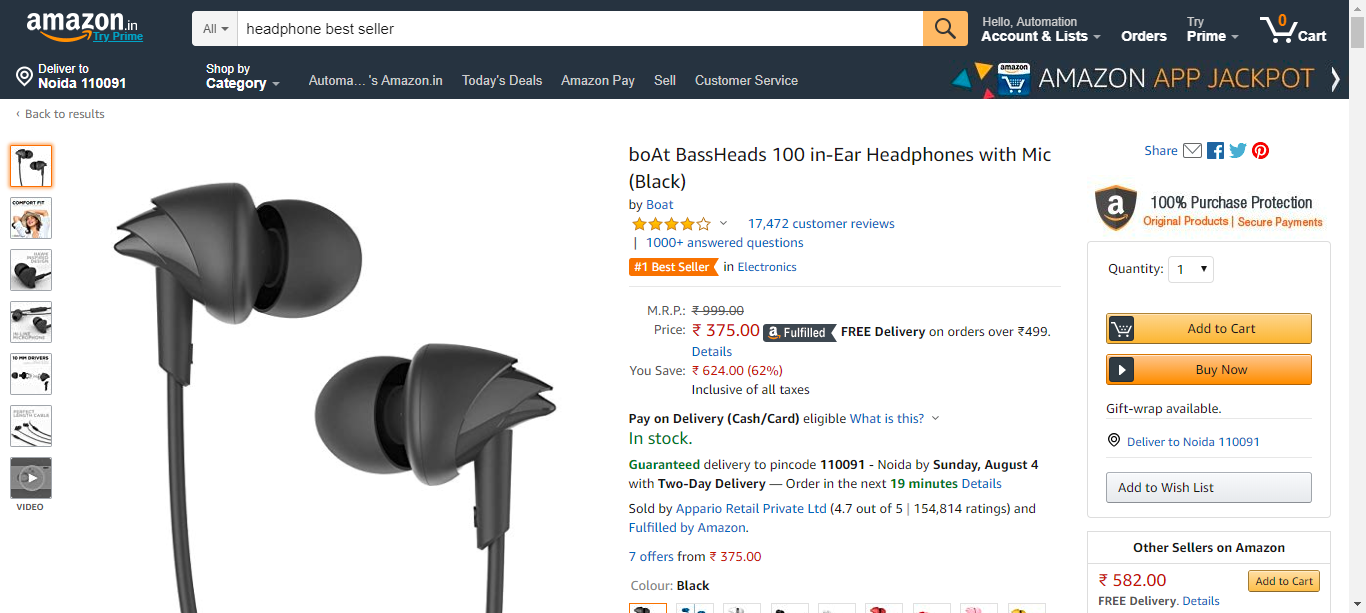 amazon.in
Try Prime
All
headphone best seller
Hello, Automation
Account & Lists
Orders
Try
Prime
0
Cart
Deliver to
Noida 110091
Shop by
Category
Automa… 's Amazon.in
Today's Deals
Amazon Pay
Sell
Customer Service
amazon
AMAZON APP JACKPOT
‹ Back to results
COMFORT FIT
HAWK
INSPIRED
DESIGN
IN-LINE
MICROPHONE
10 MM DRIVERS
PERFECT
LENGTH CABLE
VIDEO
boAt BassHeads 100 in-Ear Headphones with Mic
(Black)
by Boat
17,472 customer reviews
| 1000+ answered questions
#1 Best Seller in Electronics
M.R.P.: ₹ 999.00
Price: ₹ 375.00 a Fulfilled FREE Delivery on orders over ₹499.
Details
You Save: ₹ 624.00 (62%)
Inclusive of all taxes
Pay on Delivery (Cash/Card) eligible What is this?
In stock.
Guaranteed delivery to pincode 110091 - Noida by Sunday, August 4
with Two-Day Delivery — Order in the next 19 minutes Details
Sold by Appario Retail Private Ltd (4.7 out of 5 | 154,814 ratings) and
Fulfilled by Amazon.
7 offers from ₹ 375.00
Colour: Black
Share
a
100% Purchase Protection
Original Products | Secure Payments
Quantity: 1
Add to Cart
Buy Now
Gift-wrap available.
Deliver to Noida 110091
Add to Wish List
Other Sellers on Amazon
₹ 582.00
Add to Cart
FREE Delivery. Details